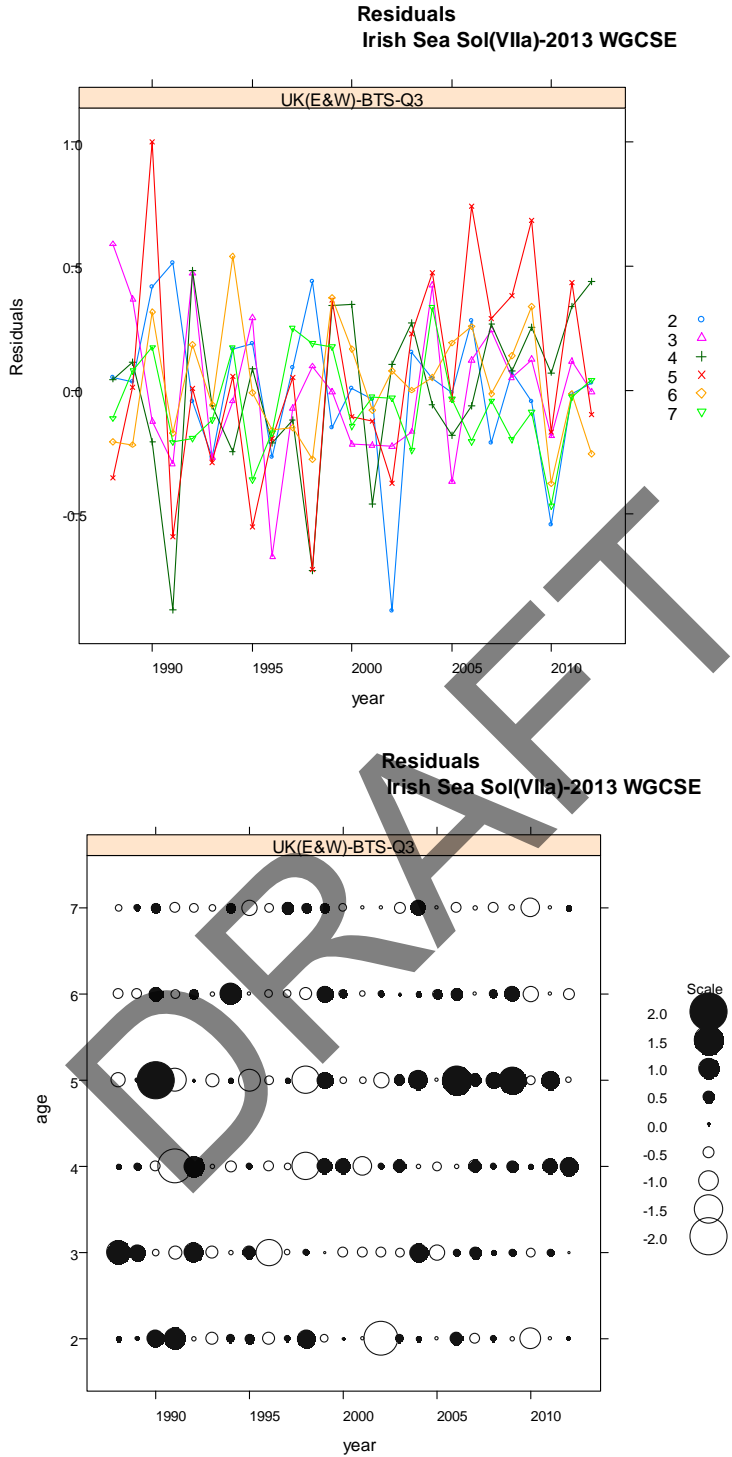 Residuals
Irish Sea Sol(VIIa)-2013 WGCSE
UK(E&W)-BTS-Q3
1.0
0.5
0.0
-0.5
Residuals
1990 1995 2000 2005 2010
year
2
3
4
5
6
7
DRAFT
Residuals
Irish Sea Sol(VIIa)-2013 WGCSE
UK(E&W)-BTS-Q3
7
6
5
4
3
2
age
1990 1995 2000 2005 2010
year
Scale
2.0
1.5
1.0
0.5
0.0
-0.5
-1.0
-1.5
-2.0